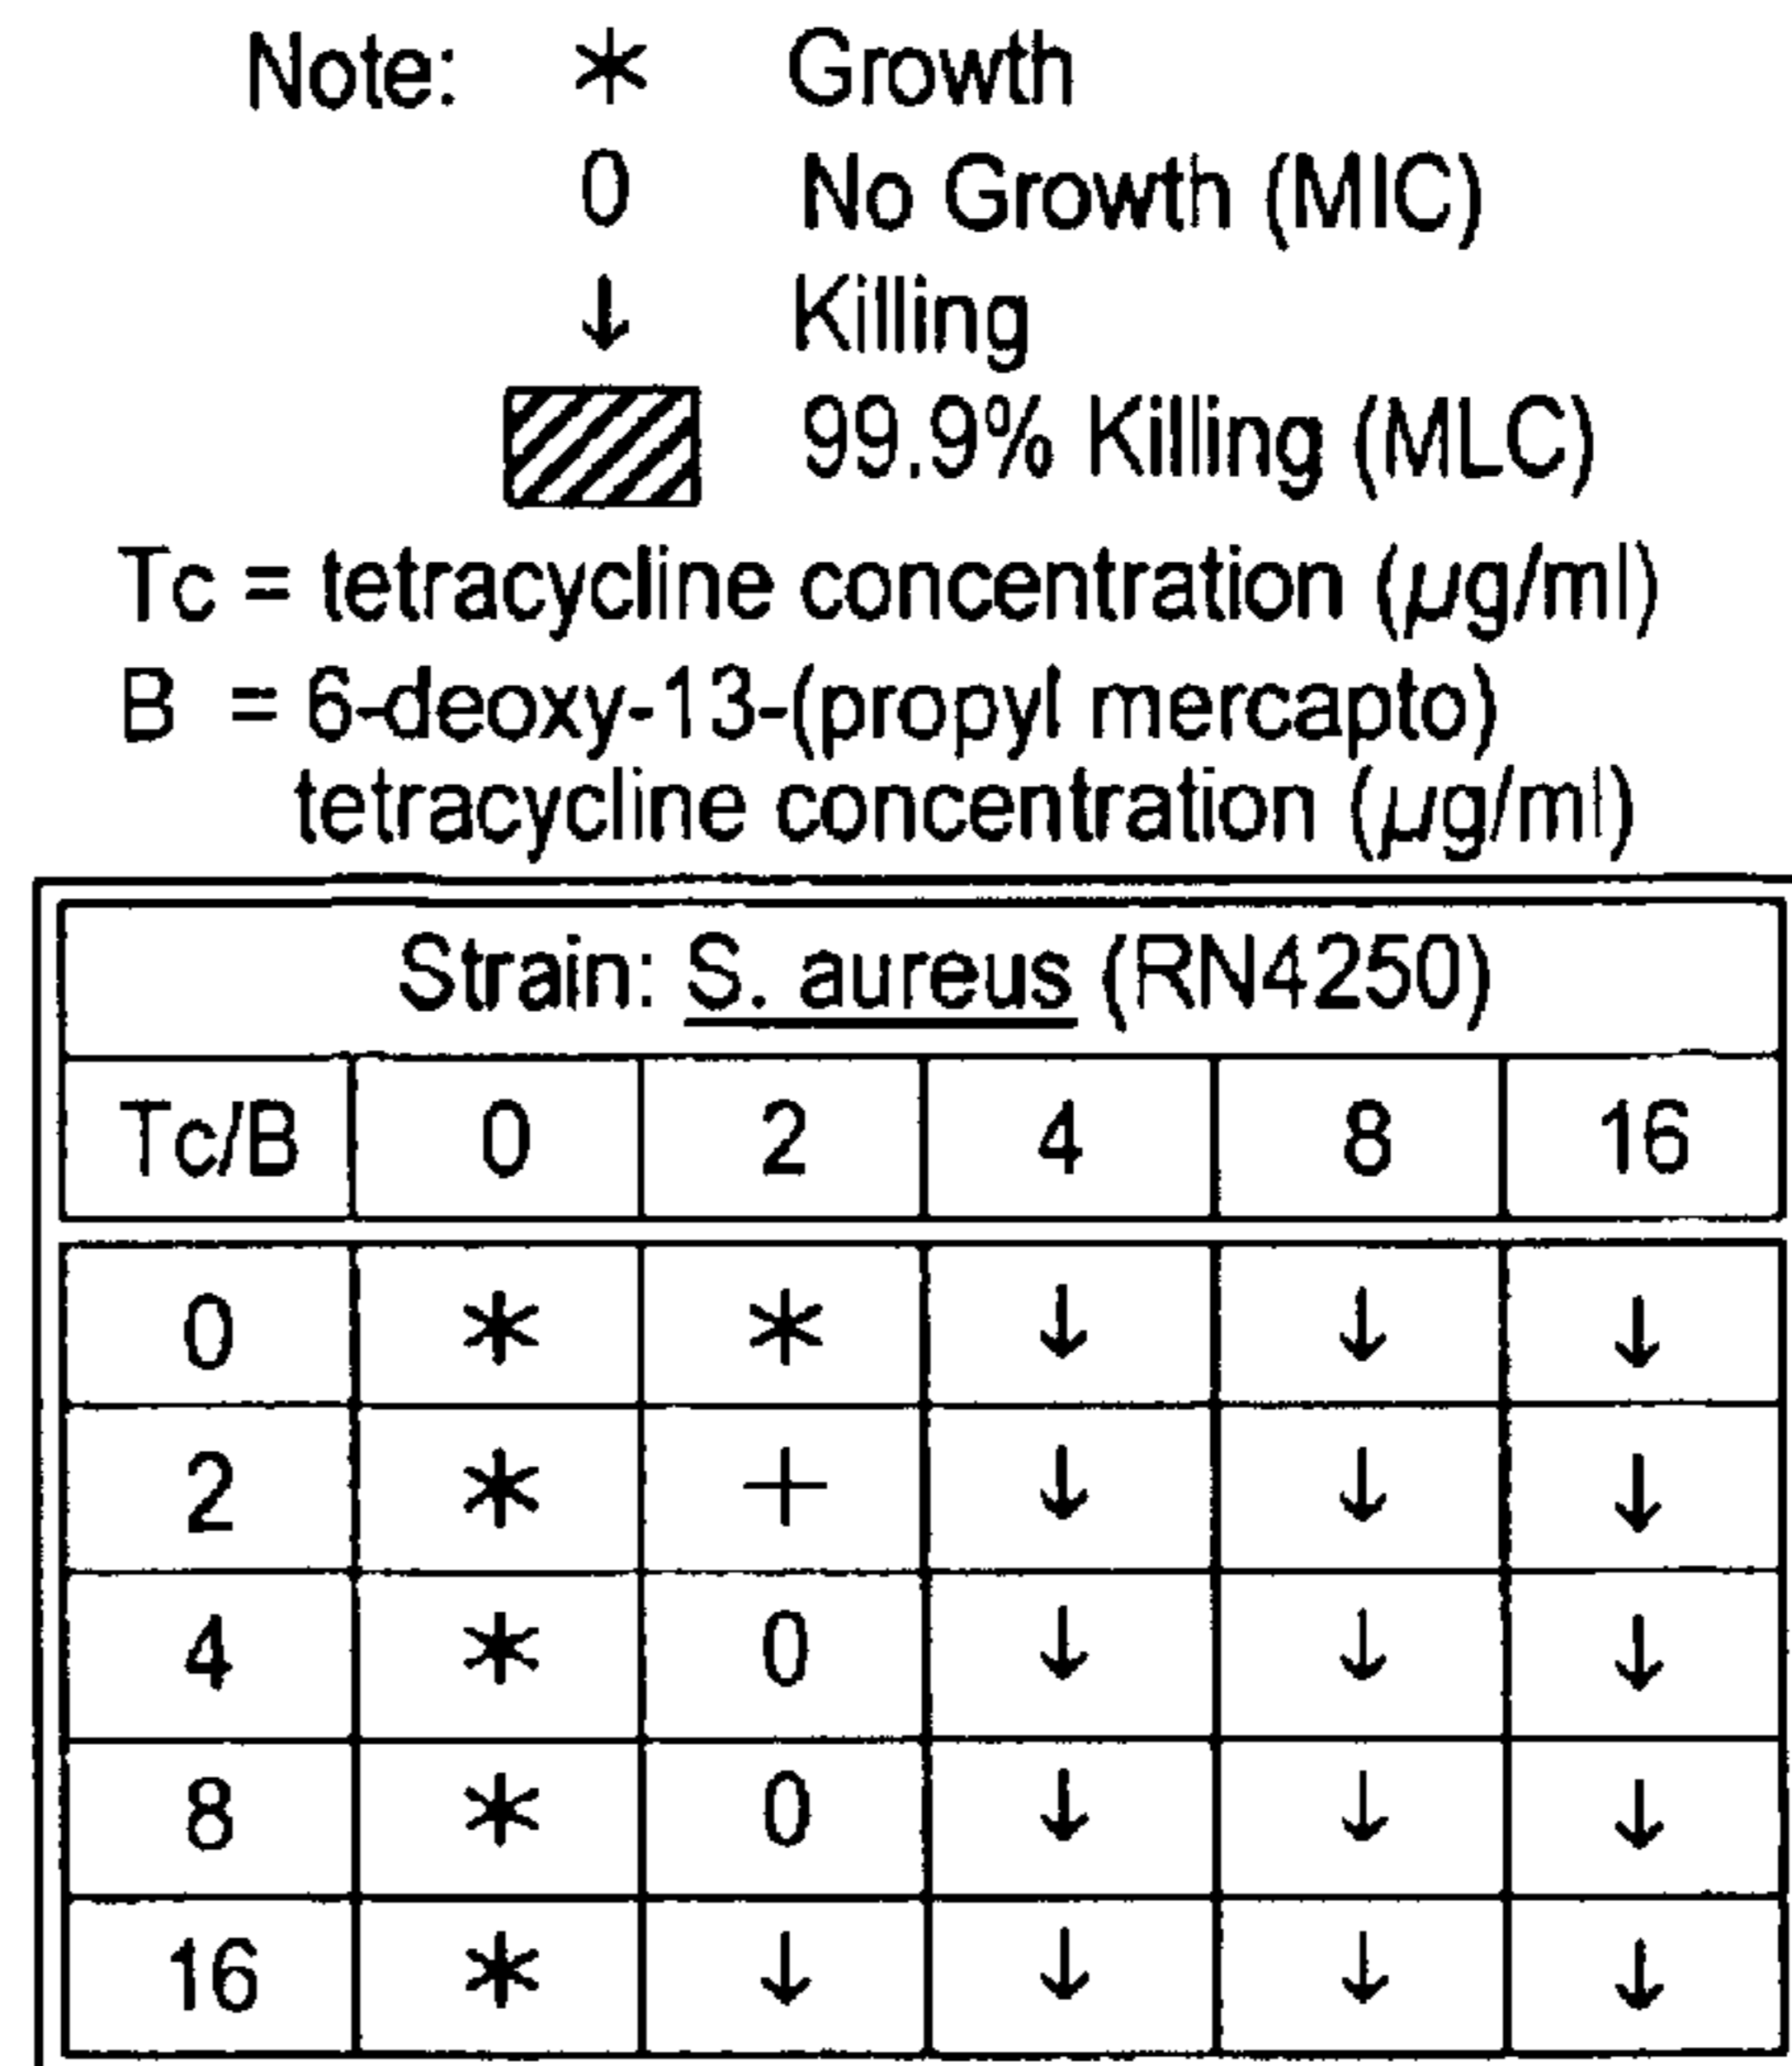 Note: * Growth
0 No Growth (MIC)
↓ Killing
99.9% Killing (MLC)
Tc = tetracycline concentration (µg/ml)
B = 6-deoxy-13-(propyl mercapto)
tetracycline concentration (µg/ml)
Strain: S. aureus (RN4250)
Tc/B 0 2 4 8 16
0 * * ↓ ↓ ↓
2 * + ↓ ↓ ↓
4 * 0 ↓ ↓ ↓
8 * 0 ↓ ↓ ↓
16 * ↓ ↓ ↓ ↓